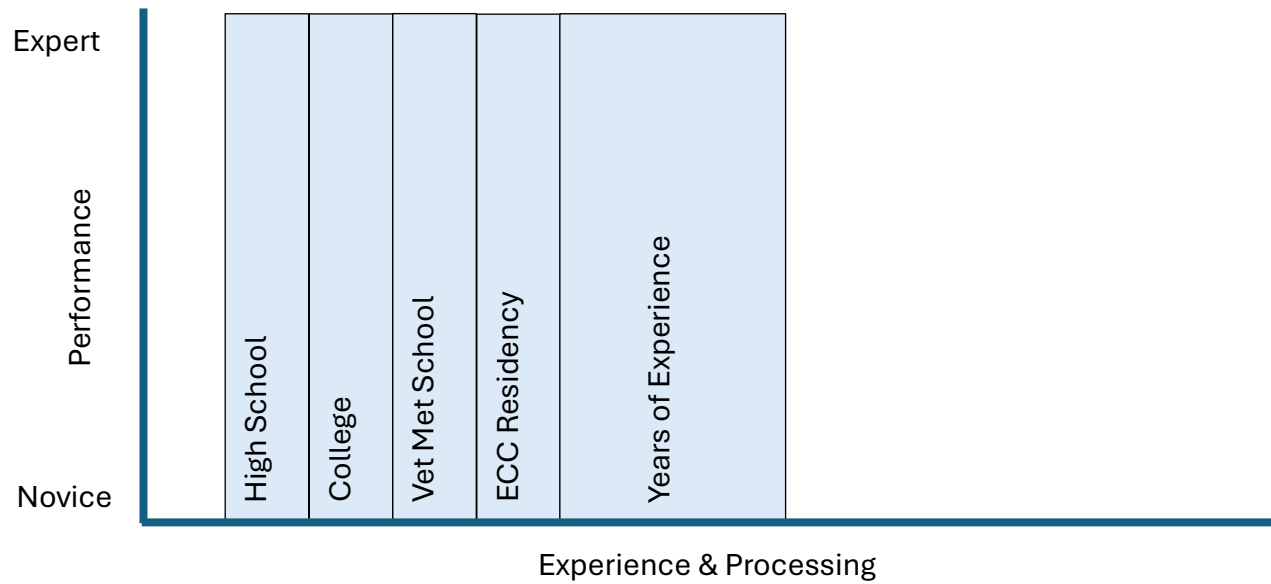 Expert
Performance
Novice
High School
College
Vet Met School
ECC Residency
Years of Experience
Experience & Processing